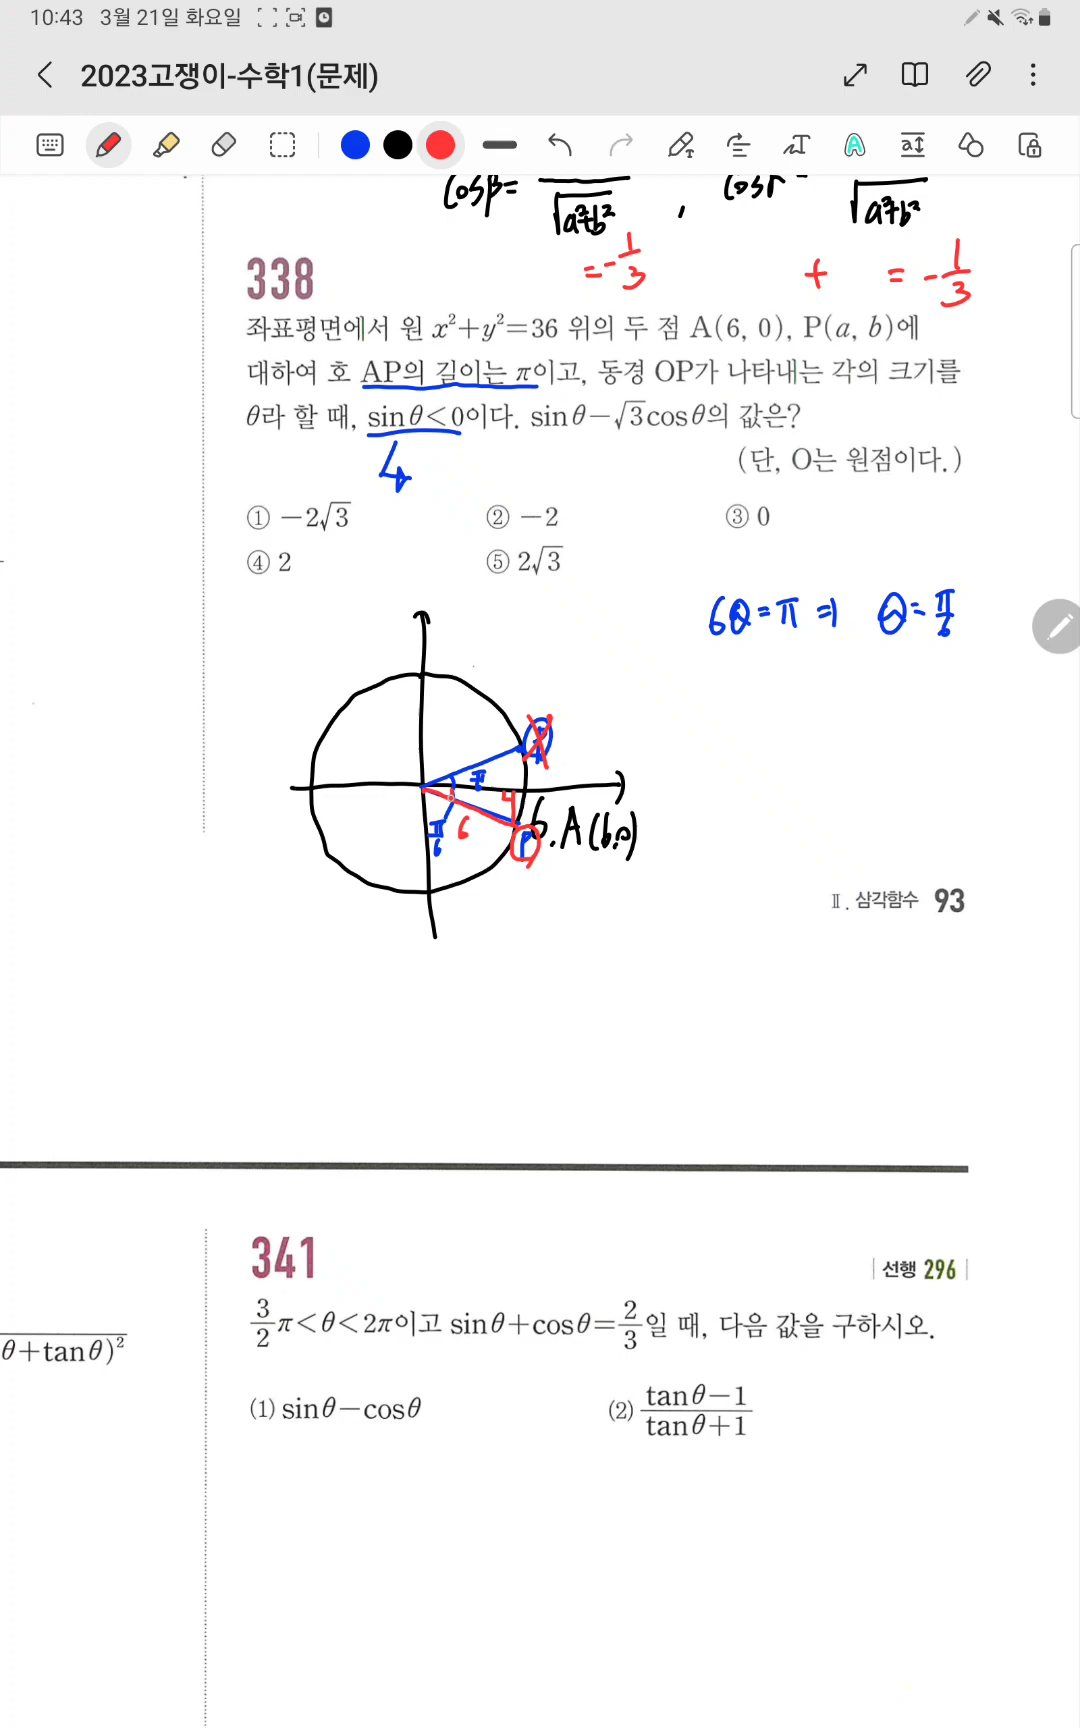 10:43 3월 21일 화요일
2023고쟁이-수학1(문제)
cosβ= √a²+b² , cosr= √a²+b²
=-1/3 + = -1/3
338
좌표평면에서 원 x²+y²=36 위의 두 점 A(6, 0), P(a, b)에
대하여 호 AP의 길이는 π이고, 동경 OP가 나타내는 각의 크기를
θ라 할 때, sinθ<0이다. sinθ-√3cosθ의 값은?
(단, O는 원점이다.)
① -2√3 ② -2 ③ 0
④ 2 ⑤ 2√3
6θ=π ⇒ θ=π/6
π/6 6 P 6. A(6,0)
Ⅱ. 삼각함수 93
341
선행 296
3/2π<θ<2π이고 sinθ+cosθ=2/3일 때, 다음 값을 구하시오.
θ+tanθ)²
(1) sinθ-cosθ (2) tanθ-1/tanθ+1